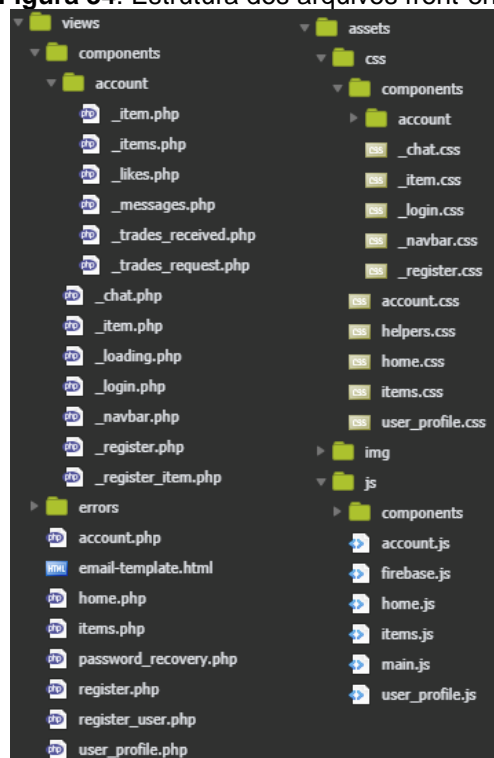 Figura 34: Estrutura dos arquivos front-en
views
components
account
_item.php
_items.php
_likes.php
_messages.php
_trades_received.php
_trades_request.php
_chat.php
_item.php
_loading.php
_login.php
_navbar.php
_register.php
_register_item.php
errors
account.php
email-template.html
home.php
items.php
password_recovery.php
register.php
register_user.php
user_profile.php
assets
css
components
account
_chat.css
_item.css
_login.css
_navbar.css
_register.css
account.css
helpers.css
home.css
items.css
user_profile.css
img
js
components
account.js
firebase.js
home.js
items.js
main.js
user_profile.js